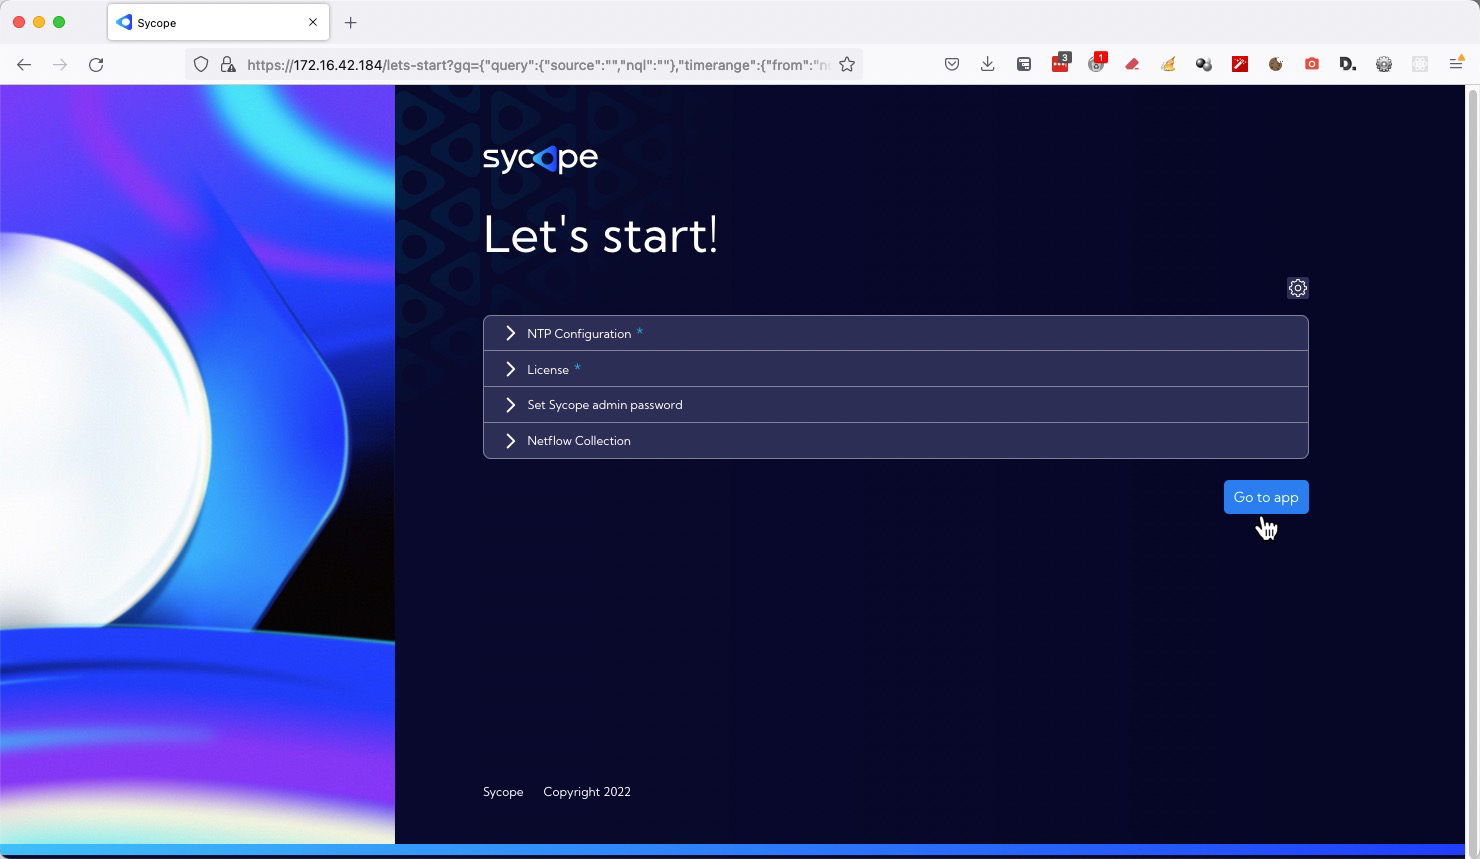 Sycope
https://172.16.42.184/lets-start?gq={"query":{"source":"","nql":""},"timerange":{"from":"n
3
1
D.
sycope
Let's start!
NTP Configuration *
License *
Set Sycope admin password
Netflow Collection
Go to app
Sycope Copyright 2022